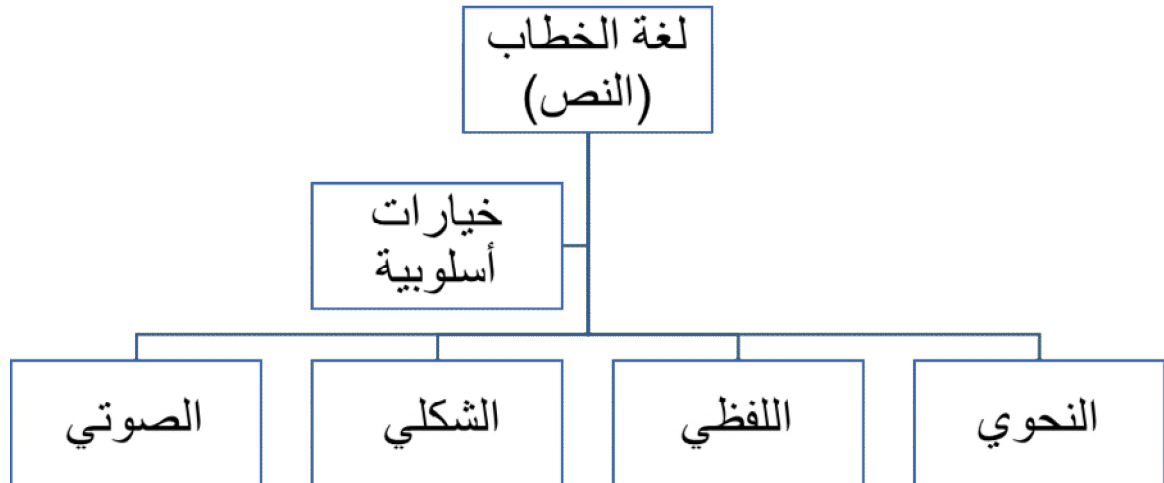 لغة الخطاب
(النص)
خيارات
أسلوبية
النحوي
اللفظي
الشكلي
الصوتي